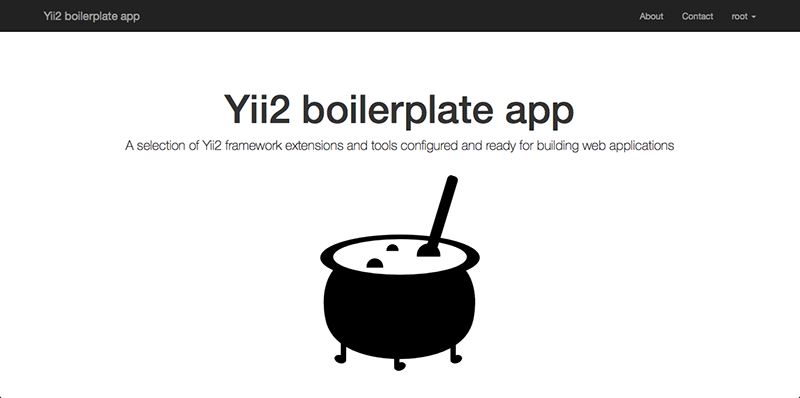 Yii2 boilerplate app
About
Contact
root
Yii2 boilerplate app
A selection of Yii2 framework extensions and tools configured and ready for building web applications